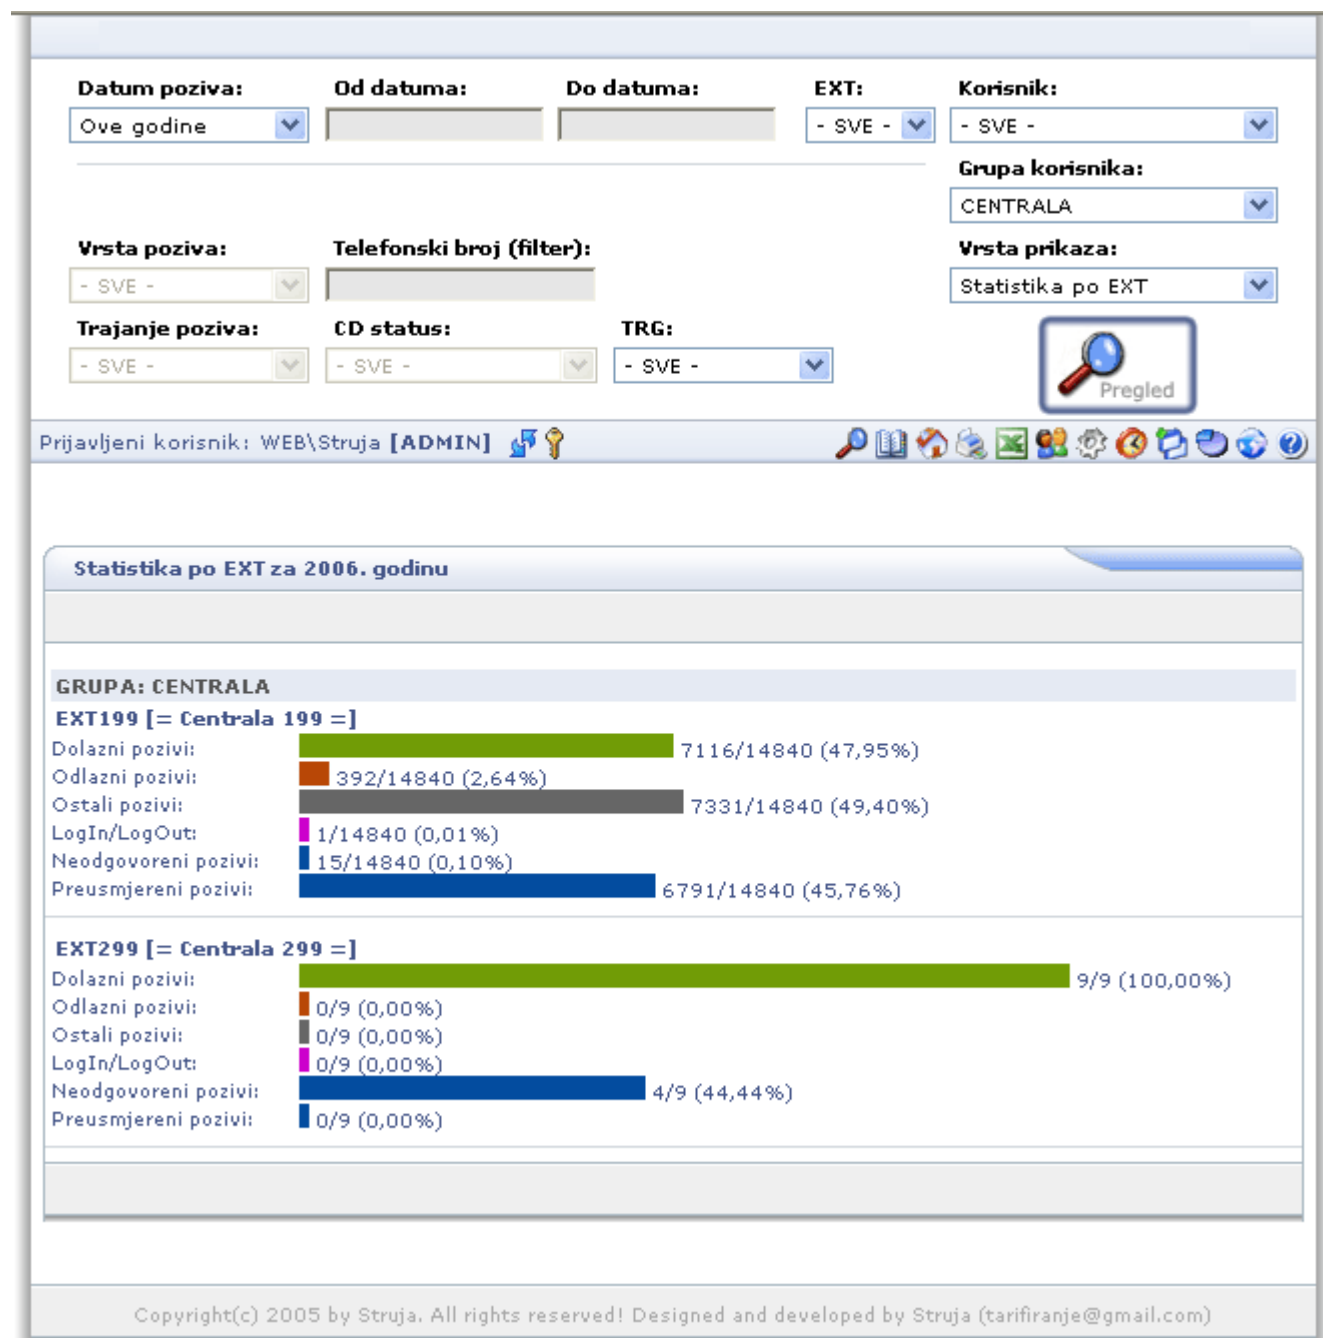 Datum poziva: Od datuma: Do datuma: EXT: Korisnik:
Ove godine - SVE - - SVE -
Grupa korisnika:
CENTRALA
Vrsta poziva: Telefonski broj (filter): Vrsta prikaza:
- SVE - Statistika po EXT
Trajanje poziva: CD status: TRG:
- SVE - - SVE - - SVE -
Pregled
Prijavljeni korisnik: WEB\Struja [ADMIN]
Statistika po EXT za 2006. godinu
GRUPA: CENTRALA
EXT199 [= Centrala 199 =]
Dolazni pozivi: 7116/14840 (47,95%)
Odlazni pozivi: 392/14840 (2,64%)
Ostali pozivi: 7331/14840 (49,40%)
LogIn/LogOut: 1/14840 (0,01%)
Neodgovoreni pozivi: 15/14840 (0,10%)
Preusmjereni pozivi: 6791/14840 (45,76%)
EXT299 [= Centrala 299 =]
Dolazni pozivi: 9/9 (100,00%)
Odlazni pozivi: 0/9 (0,00%)
Ostali pozivi: 0/9 (0,00%)
LogIn/LogOut: 0/9 (0,00%)
Neodgovoreni pozivi: 4/9 (44,44%)
Preusmjereni pozivi: 0/9 (0,00%)
Copyright(c) 2005 by Struja. All rights reserved! Designed and developed by Struja (tarifiranje@gmail.com)